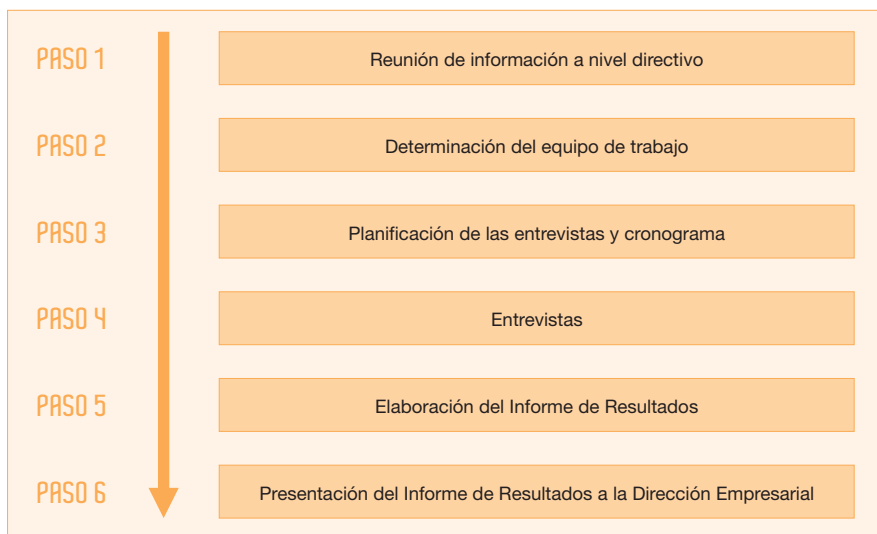 PASO 1
Reunión de información a nivel directivo
PASO 2
Determinación del equipo de trabajo
PASO 3
Planificación de las entrevistas y cronograma
PASO 4
Entrevistas
PASO 5
Elaboración del Informe de Resultados
PASO 6
Presentación del Informe de Resultados a la Dirección Empresarial